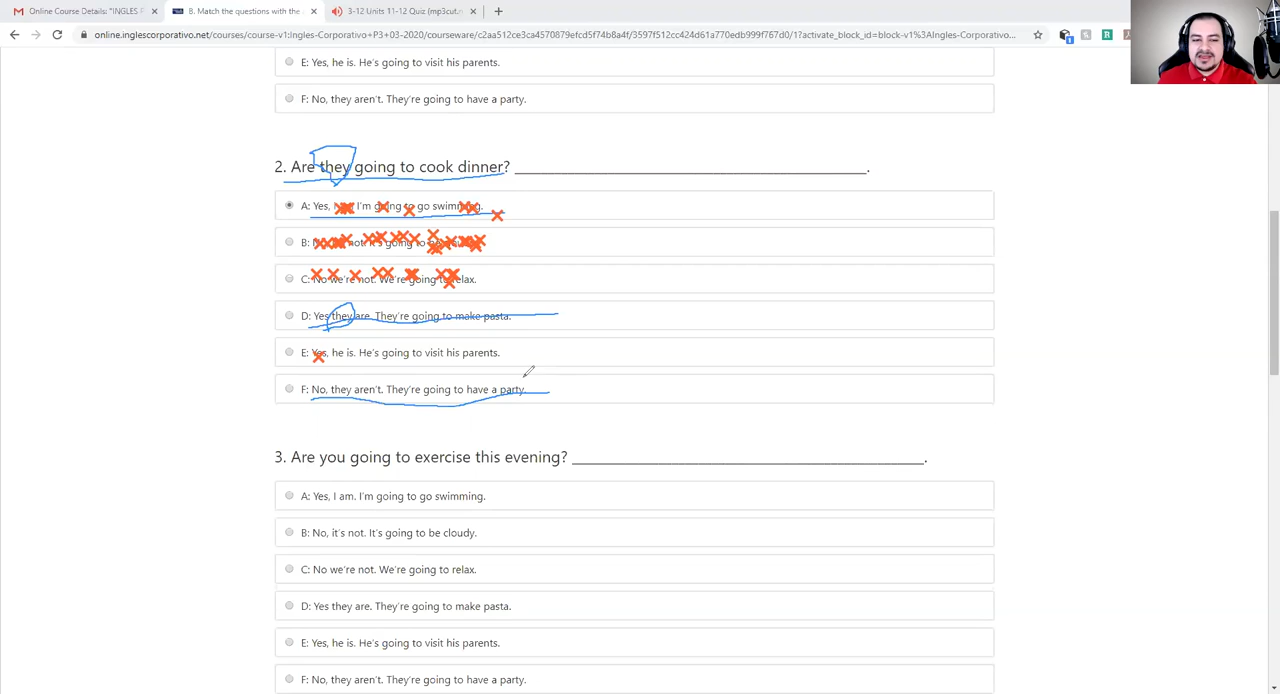 Online Course Details: "INGLES P
B. Match the questions with the
3-12 Units 11-12 Quiz (mp3cut.
online.inglescorporativo.net/courses/course-v1:Ingles-Corporativo+P3+03-2020/courseware/c2aa512ce3ca4570879efcd5f74b8a4f/3597f512cc424d61a770edb999f767d0/1?activate_block_id=block-v1%3AIngles-Corporativo...
E: Yes, he is. He's going to visit his parents.
F: No, they aren't. They're going to have a party.
2. Are they going to cook dinner? ______.
A: Yes, I'm going to go swimming.
B: not. It's going to
C: No we're not. We're going to relax.
D: Yes they are. They're going to make pasta.
E: Yes, he is. He's going to visit his parents.
F: No, they aren't. They're going to have a party.
3. Are you going to exercise this evening? ______.
A: Yes, I am. I'm going to go swimming.
B: No, it's not. It's going to be cloudy.
C: No we're not. We're going to relax.
D: Yes they are. They're going to make pasta.
E: Yes, he is. He's going to visit his parents.
F: No, they aren't. They're going to have a party.